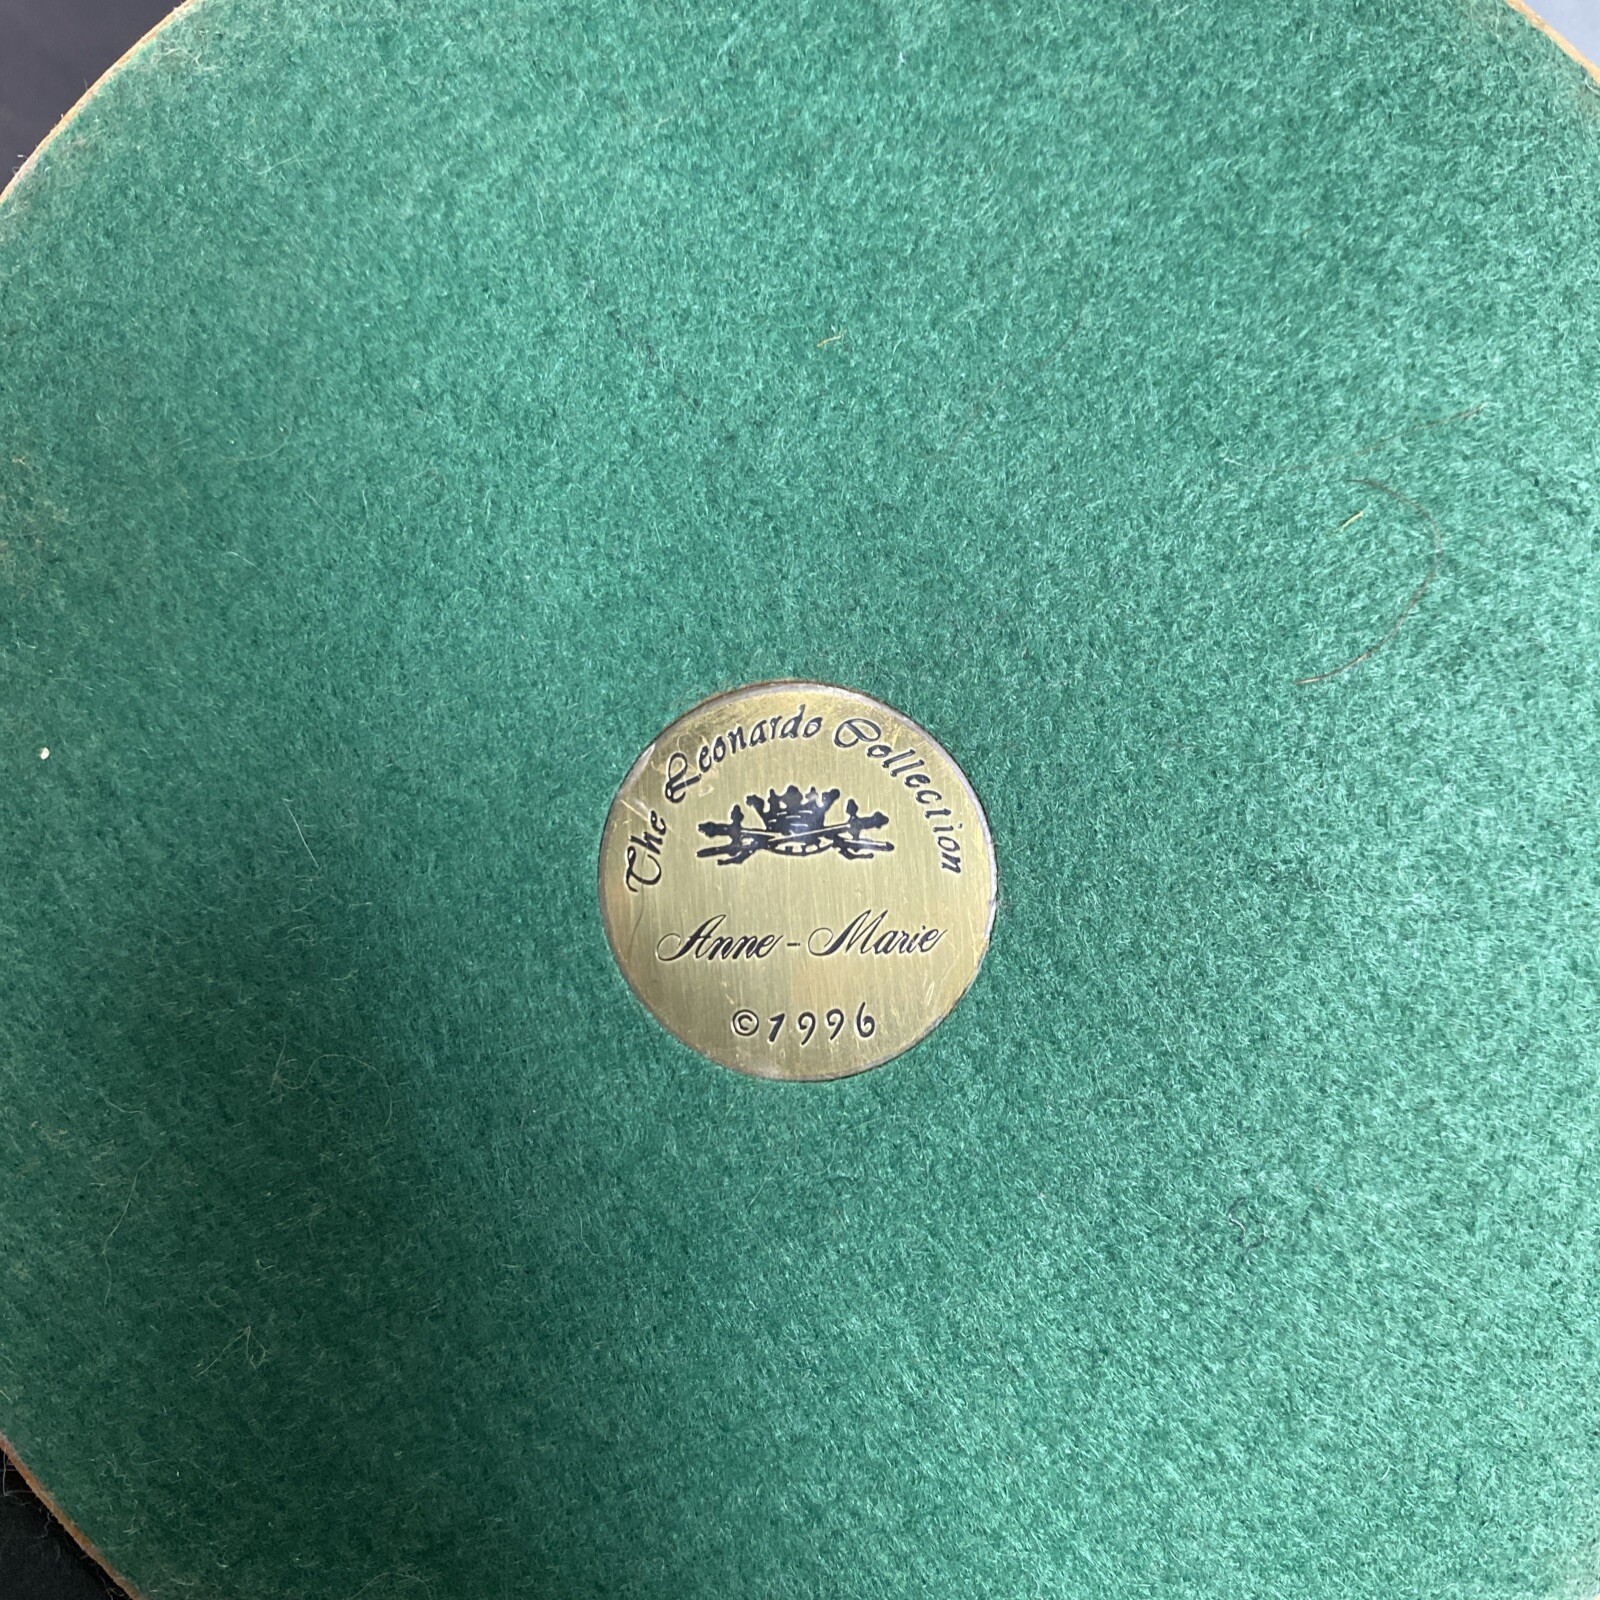 The Leonardo Collection
Anne - Marie
©1996